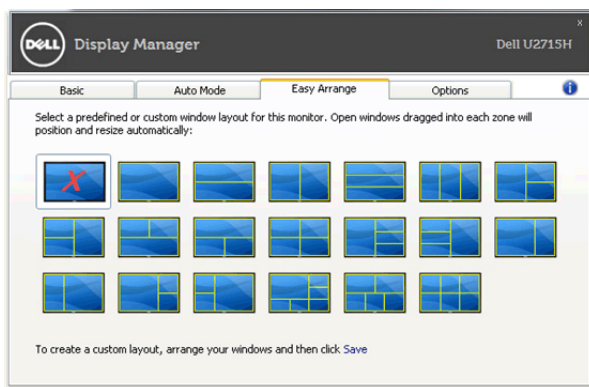 x
DELL Display Manager Dell U2715H
Basic Auto Mode Easy Arrange Options i
Select a predefined or custom window layout for this monitor. Open windows dragged into each zone will
position and resize automatically:
X
To create a custom layout, arrange your windows and then click Save